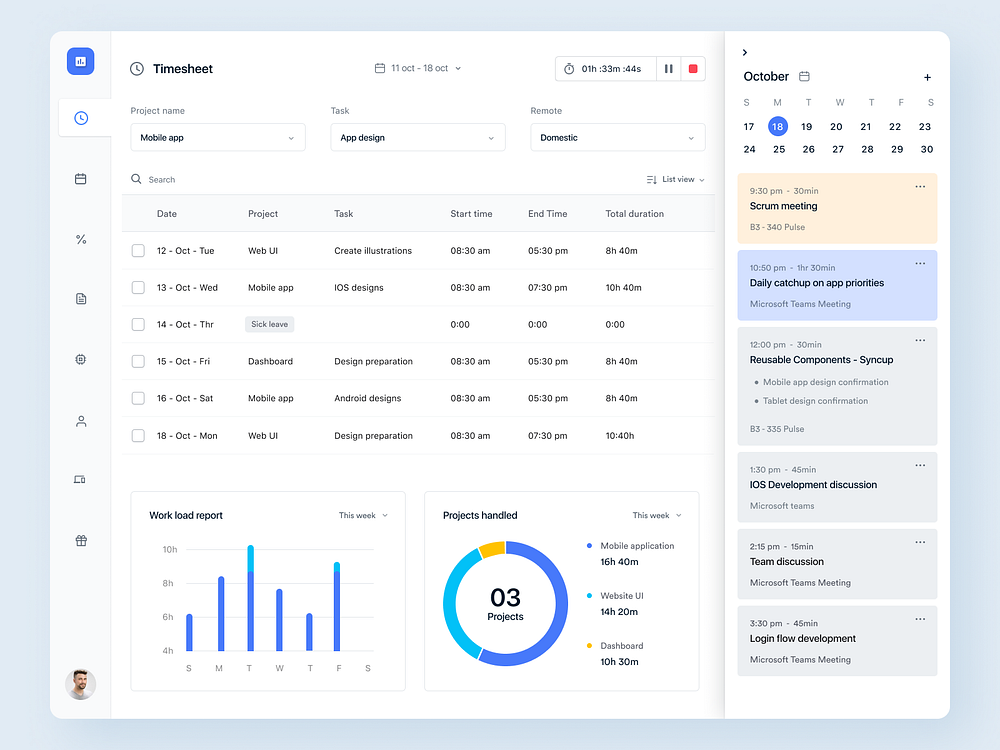 Timesheet
11 oct - 18 oct
01h :33m :44s
Project name
Task
Remote
Mobile app
App design
Domestic
Search
List view
Date Project Task Start time End Time Total duration
12 - Oct - Tue Web UI Create illustrations 08:30 am 05:30 pm 8h 40m
13 - Oct - Wed Mobile app IOS designs 08:30 am 07:30 pm 10h 40m
14 - Oct - Thr Sick leave 0:00 0:00 0:00
15 - Oct - Fri Dashboard Design preparation 08:30 am 05:30 pm 8h 40m
16 - Oct - Sat Mobile app Android designs 08:30 am 05:30 pm 8h 40m
18 - Oct - Mon Web UI Design preparation 08:30 am 07:30 pm 10:40h
Work load report
This week
10h
8h
6h
4h
S M T W T F S
Projects handled
This week
03
Projects
Mobile application
16h 40m
Website UI
14h 20m
Dashboard
10h 30m
October
+
S M T W T F S
17 18 19 20 21 22 23
24 25 26 27 28 29 30
9:30 pm - 30min
Scrum meeting
B3 - 340 Pulse
10:50 pm - 1hr 30min
Daily catchup on app priorities
Microsoft Teams Meeting
12:00 pm - 30min
Reusable Components - Syncup
• Mobile app design confirmation
• Tablet design confirmation
B3 - 335 Pulse
1:30 pm - 45min
IOS Development discussion
Microsoft teams
2:15 pm - 15min
Team discussion
Microsoft Teams Meeting
3:30 pm - 45min
Login flow development
Microsoft Teams Meeting